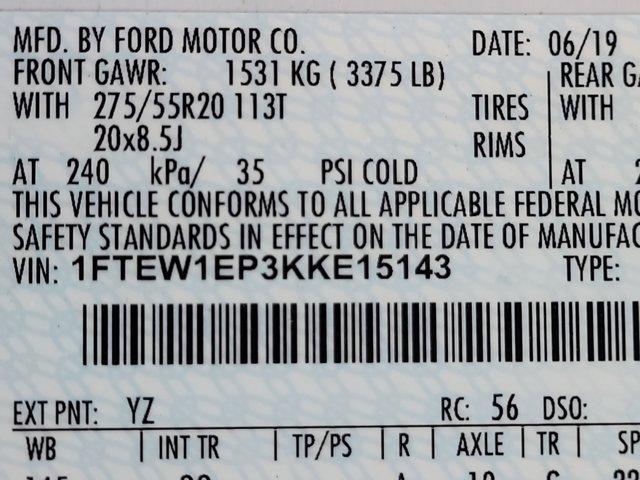 MFD. BY FORD MOTOR CO. DATE: 06/19
FRONT GAWR: 1531 KG ( 3375 LB) REAR
WITH 275/55R20 113T TIRES WITH
20x8.5J RIMS
AT 240 kPa/ 35 PSI COLD AT
THIS VEHICLE CONFORMS TO ALL APPLICABLE FEDERAL
SAFETY STANDARDS IN EFFECT ON THE DATE OF
VIN: 1FTEW1EP3KKE15143 TYPE:
EXT PNT: YZ RC: 56 DSO:
WB INT TR TP/PS R AXLE TR